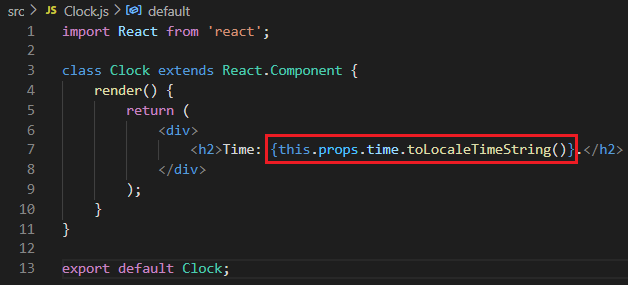 src > JS Clock.js > default
1 import React from 'react';
2
3 class Clock extends React.Component {
4     render() {
5         return (
6             <div>
7                 <h2>Time: {this.props.time.toLocaleTimeString()}.</h2>
8             </div>
9         );
10     }
11 }
12
13 export default Clock;